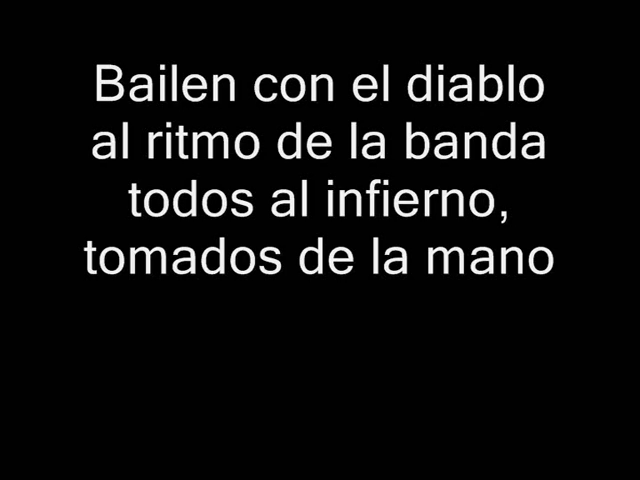 Bailen con el diablo
al ritmo de la banda
todos al infierno,
tomados de la mano